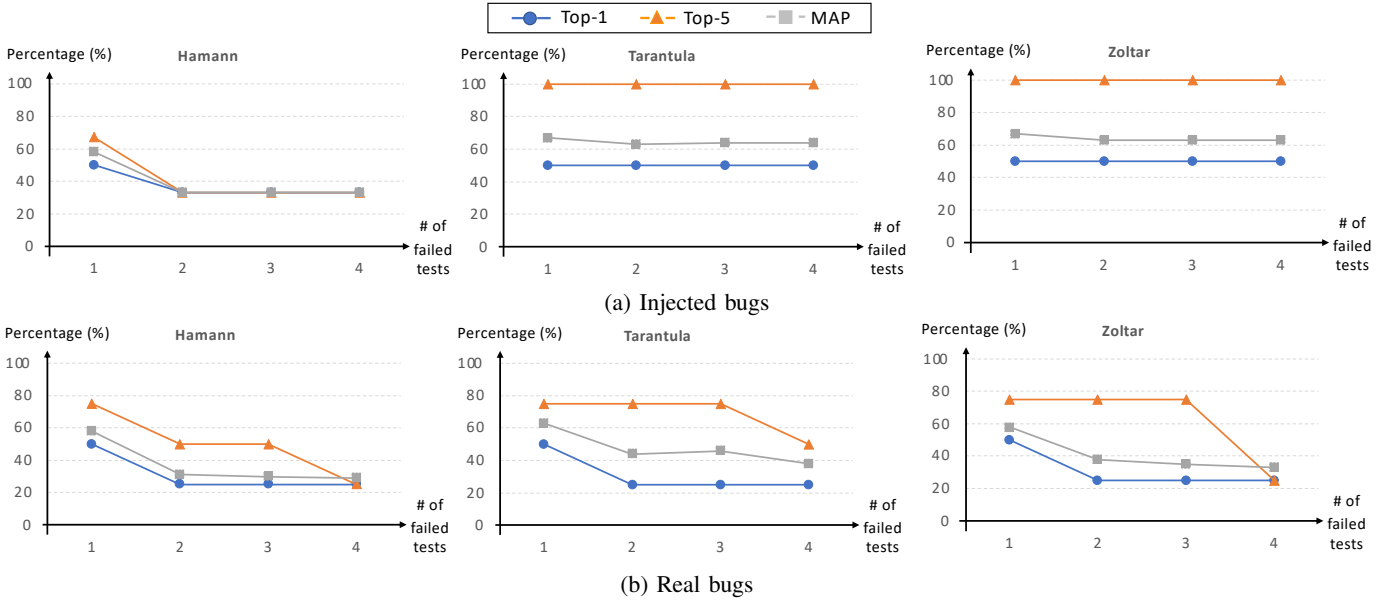 Top-1 Top-5 MAP
Percentage (%) Hamann
100
80
60
40
20
0
1 2 3 4
# of
failed
tests
Percentage (%) Tarantula
100
80
60
40
20
0
1 2 3 4
# of
failed
tests
Percentage (%) Zoltar
100
80
60
40
20
0
1 2 3 4
# of
failed
tests
(a) Injected bugs
Percentage (%) Hamann
100
80
60
40
20
0
1 2 3 4
# of
failed
tests
Percentage (%) Tarantula
100
80
60
40
20
0
1 2 3 4
# of
failed
tests
Percentage (%) Zoltar
100
80
60
40
20
0
1 2 3 4
# of
failed
tests
(b) Real bugs